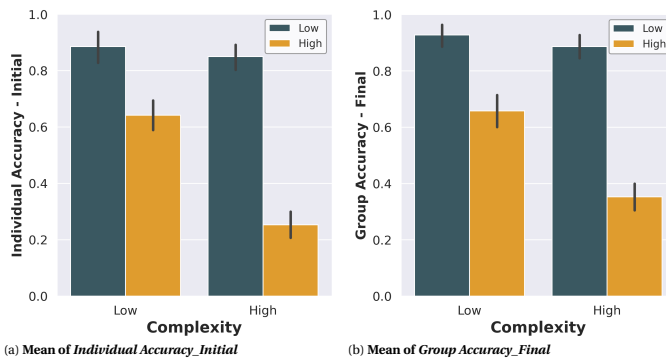 1.0
0.8
0.6
0.4
0.2
0.0
Individual Accuracy - Initial
Low
High
Low
High
Complexity
(a) Mean of Individual Accuracy_Initial
1.0
0.8
0.6
0.4
0.2
0.0
Group Accuracy - Final
Low
High
Low
High
Complexity
(b) Mean of Group Accuracy_Final